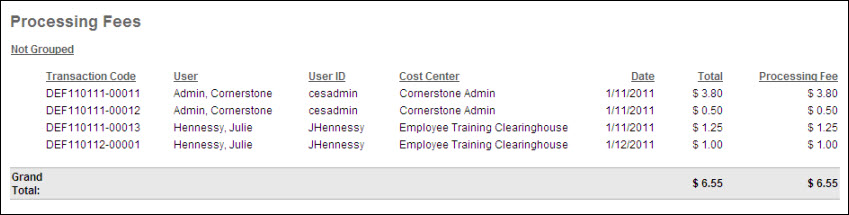 Processing Fees
Not Grouped
Transaction Code User User ID Cost Center Date Total Processing Fee
DEF110111-00011 Admin, Cornerstone cesadmin Cornerstone Admin 1/11/2011 $ 3.80 $ 3.80
DEF110111-00012 Admin, Cornerstone cesadmin Cornerstone Admin 1/11/2011 $ 0.50 $ 0.50
DEF110111-00013 Hennessy, Julie JHennessy Employee Training Clearinghouse 1/11/2011 $ 1.25 $ 1.25
DEF110112-00001 Hennessy, Julie JHennessy Employee Training Clearinghouse 1/12/2011 $ 1.00 $ 1.00
Grand
Total: $ 6.55 $ 6.55